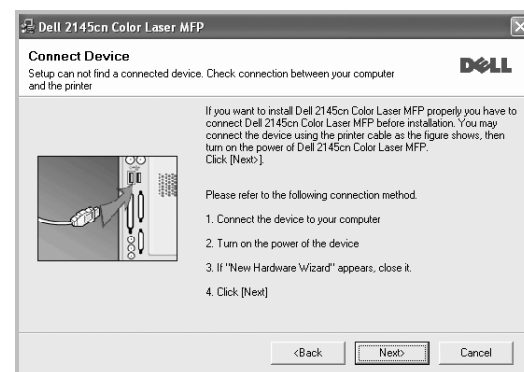 Dell 2145cn Color Laser MFP
Connect Device
Setup can not find a connected device. Check connection between your computer
and the printer
DELL
If you want to install Dell 2145cn Color Laser MFP properly you have to
connect Dell 2145cn Color Laser MFP before installation. You may
connect the device using the printer cable as the figure shows, then
turn on the power of Dell 2145cn Color Laser MFP.
Click [Next>].
Please refer to the following connection method.
1. Connect the device to your computer
2. Turn on the power of the device
3. If "New Hardware Wizard" appears, close it.
4. Click [Next]
<Back
Next>
Cancel